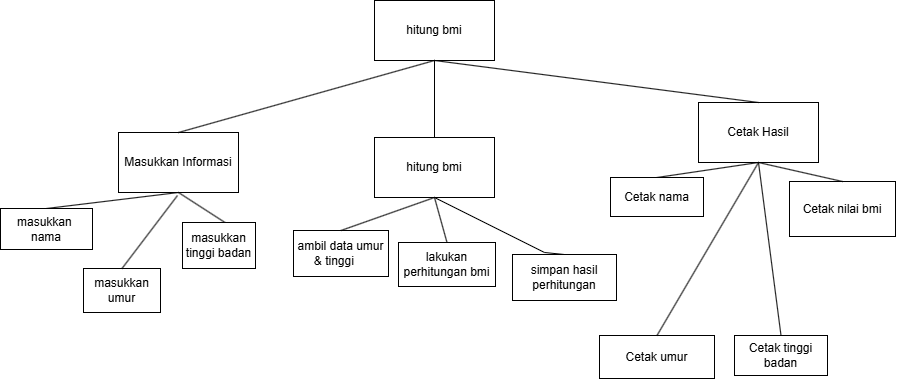 hitung bmi
Masukkan Informasi
hitung bmi
Cetak Hasil
masukkan
nama
masukkan
umur
masukkan
tinggi badan
ambil data umur
& tinggi
lakukan
perhitungan bmi
simpan hasil
perhitungan
Cetak nama
Cetak umur
Cetak tinggi
badan
Cetak nilai bmi